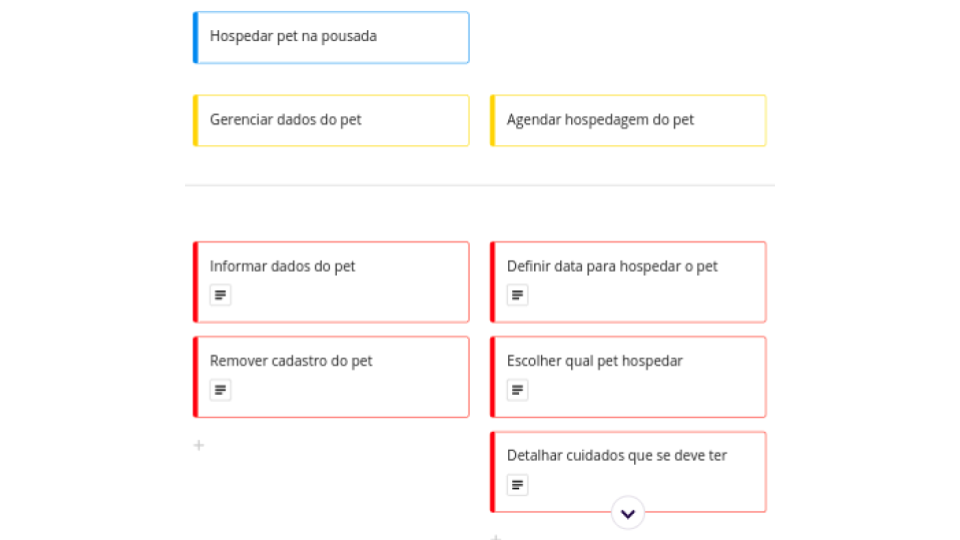 Hospedar pet na pousada
Gerenciar dados do pet
Agendar hospedagem do pet
Informar dados do pet
Definir data para hospedar o pet
Remover cadastro do pet
Escolher qual pet hospedar
Detalhar cuidados que se deve ter